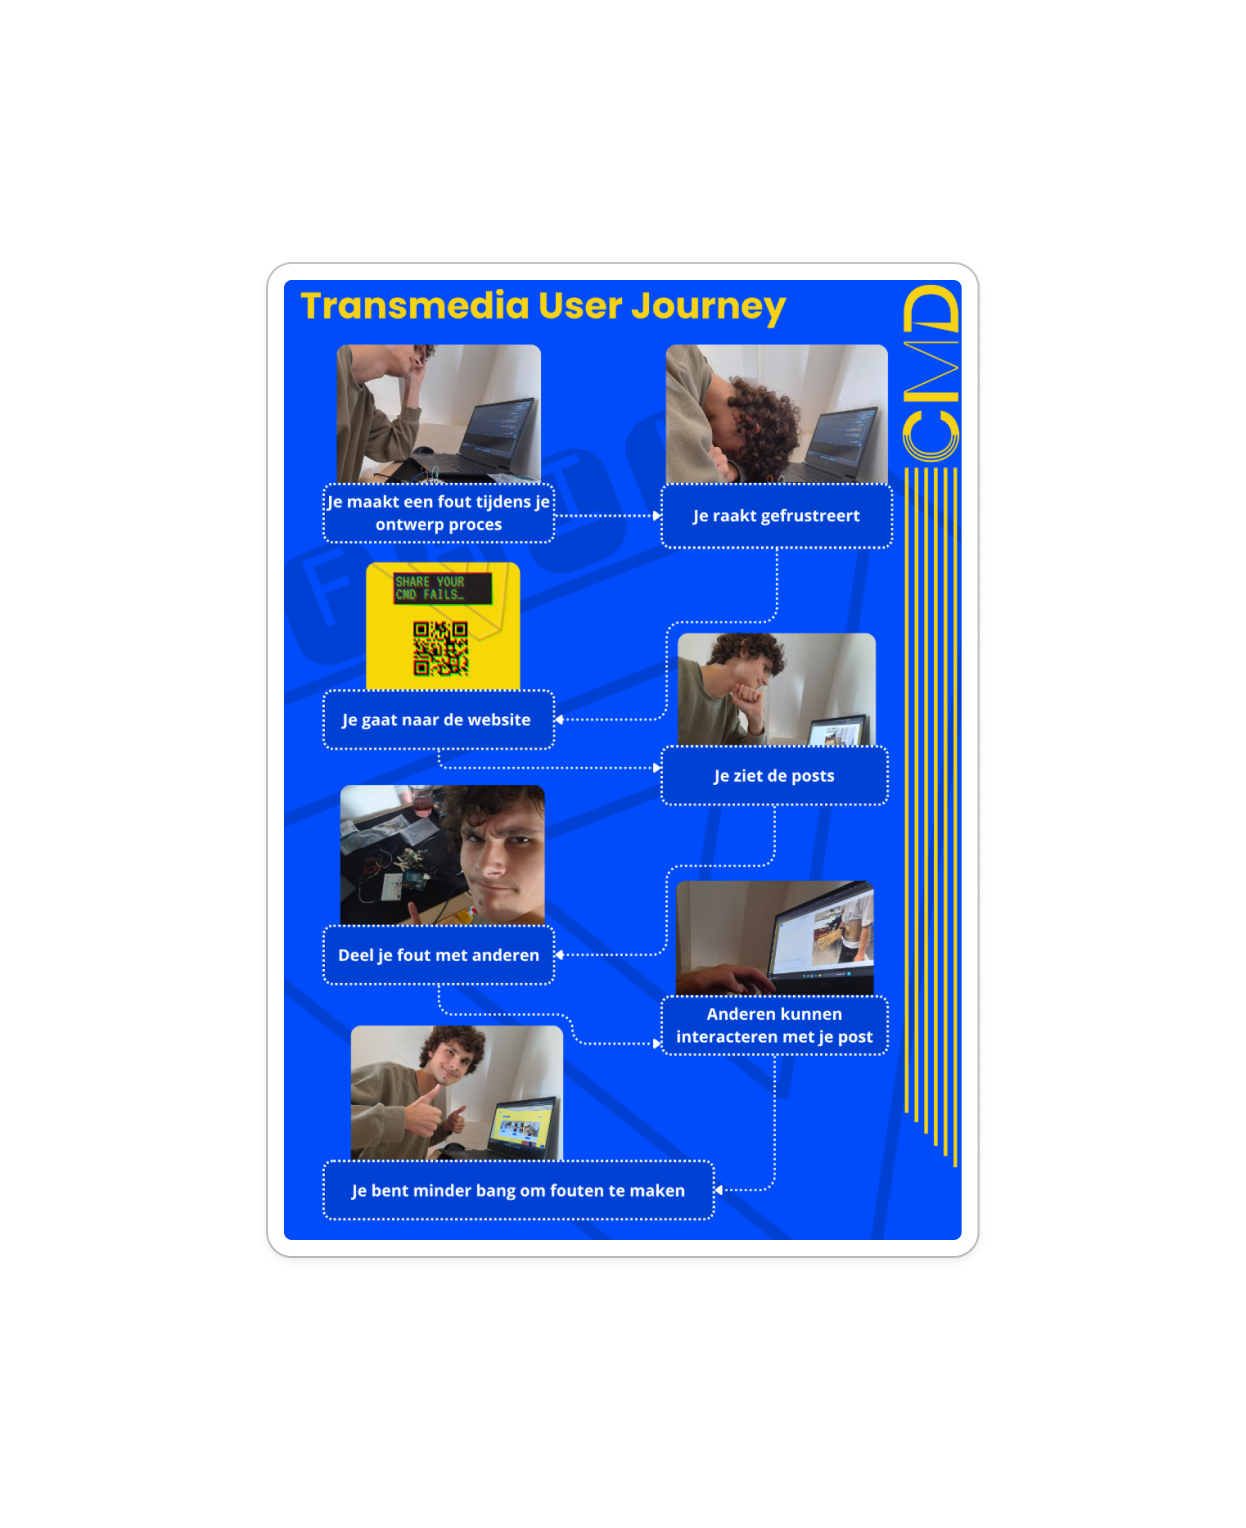 Transmedia User Journey
CMD
Je maakt een fout tijdens je
ontwerp proces
Je raakt gefrustreert
SHARE YOUR
CMD FAILS_
Je gaat naar de website
Je ziet de posts
Deel je fout met anderen
Anderen kunnen
interacteren met je post
Je bent minder bang om fouten te maken